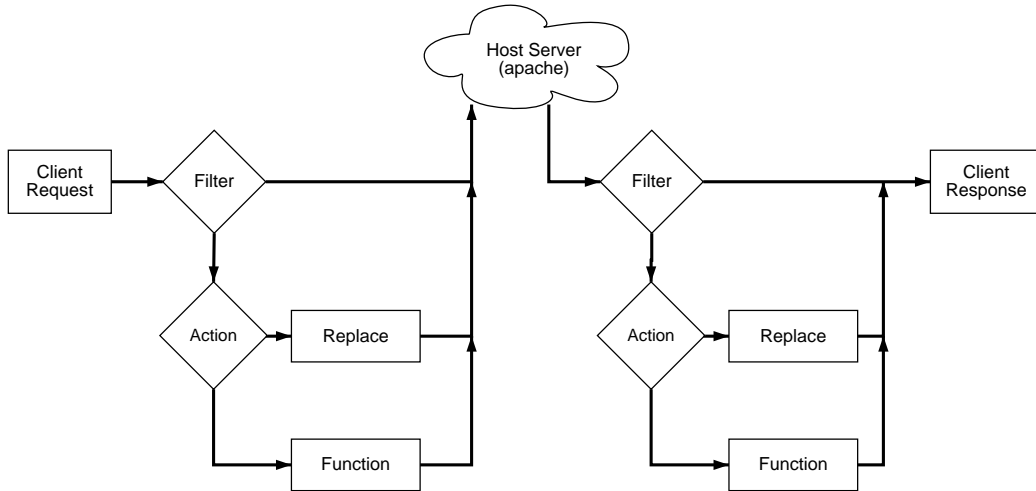 Host Server
(apache)
Client
Request
Filter
Filter
Client
Response
Action
Replace
Action
Replace
Function
Function